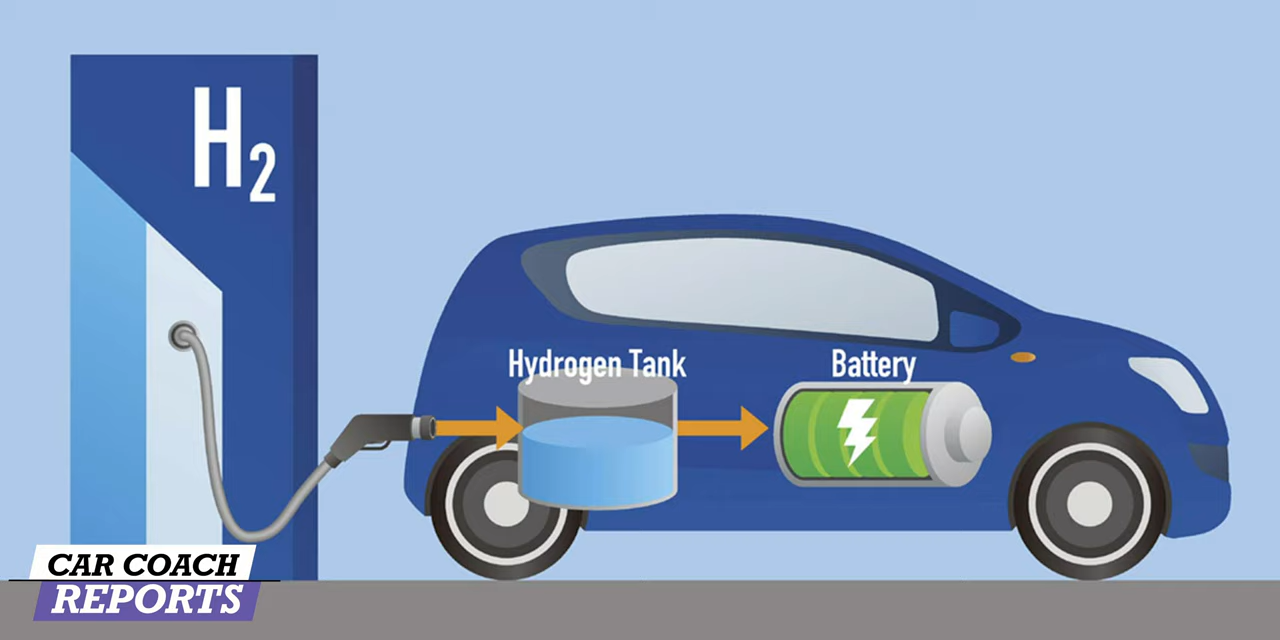 H₂
Hydrogen Tank
Battery
CAR COACH
REPORTS